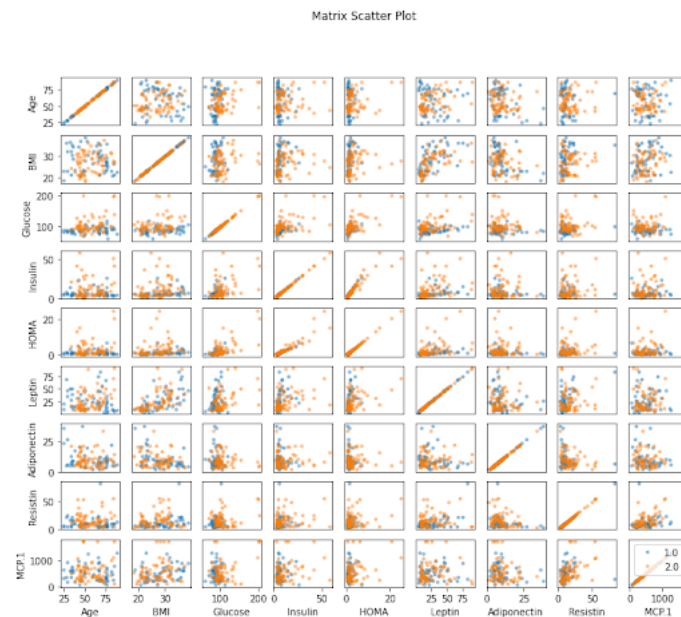 Matrix Scatter Plot
Age
75
50
25
BMI
30
20
Glucose
200
100
Insulin
50
0
HOMA
20
0
Leptin
75
50
25
Adiponectin
25
0
Resistin
50
0
MCP.1
1000
0
1.0
2.0
25 50 75 20 30 100 200 0 50 0 20 25 50 75 0 25 0 50 0 1000
Age BMI Glucose Insulin HOMA Leptin Adiponectin Resistin MCP.1